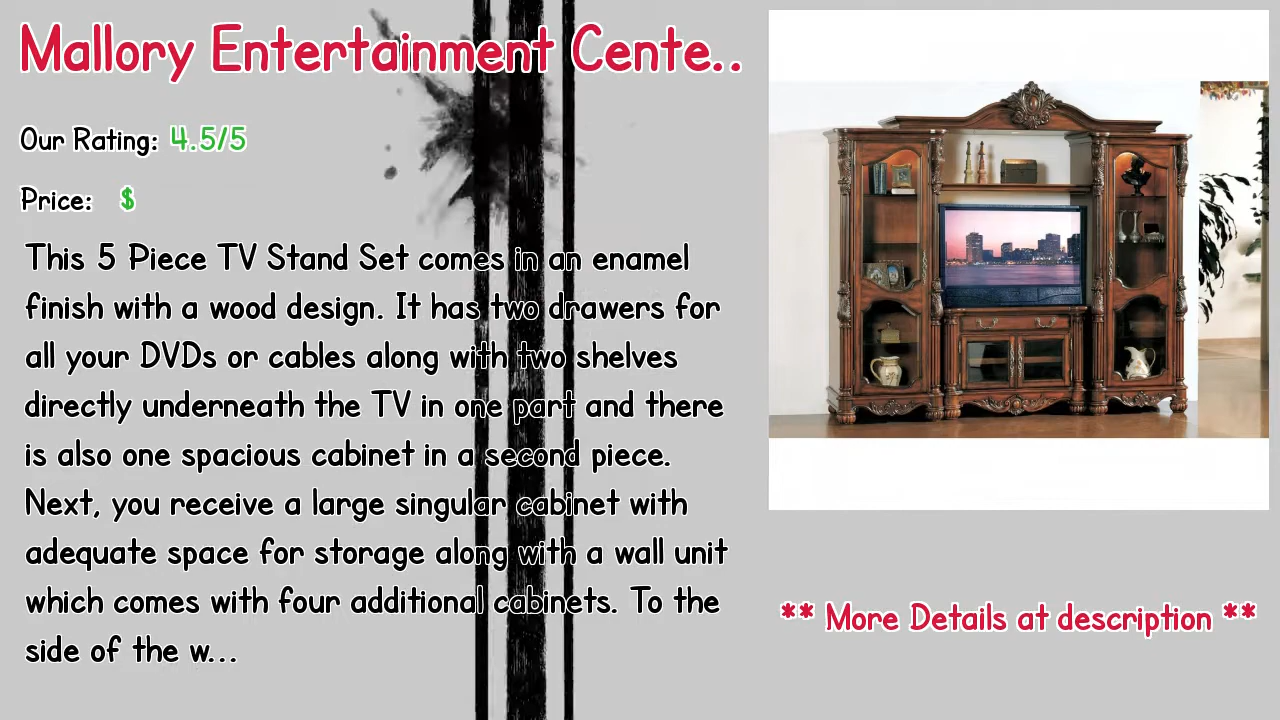 Mallory Entertainment Cente..
Our Rating: 4.5/5
Price: $
This 5 Piece TV Stand Set comes in an enamel
finish with a wood design. It has two drawers for
all your DVDs or cables along with two shelves
directly underneath the TV in one part and there
is also one spacious cabinet in a second piece.
Next, you receive a large singular cabinet with
adequate space for storage along with a wall unit
which comes with four additional cabinets. To the
side of the w...
** More Details at description **